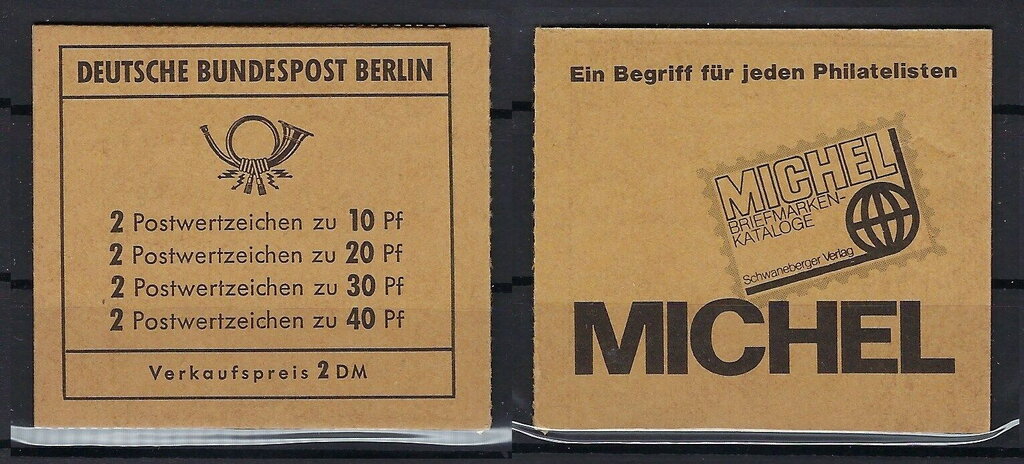 DEUTSCHE BUNDESPOST BERLIN
2 Postwertzeichen zu 10 Pf
2 Postwertzeichen zu 20 Pf
2 Postwertzeichen zu 30 Pf
2 Postwertzeichen zu 40 Pf
Verkaufspreis 2 DM
Ein Begriff für jeden Philatelisten
MICHEL
BRIEFMARKEN-
KATALOGE
Schwaneberger Verlag
MICHEL